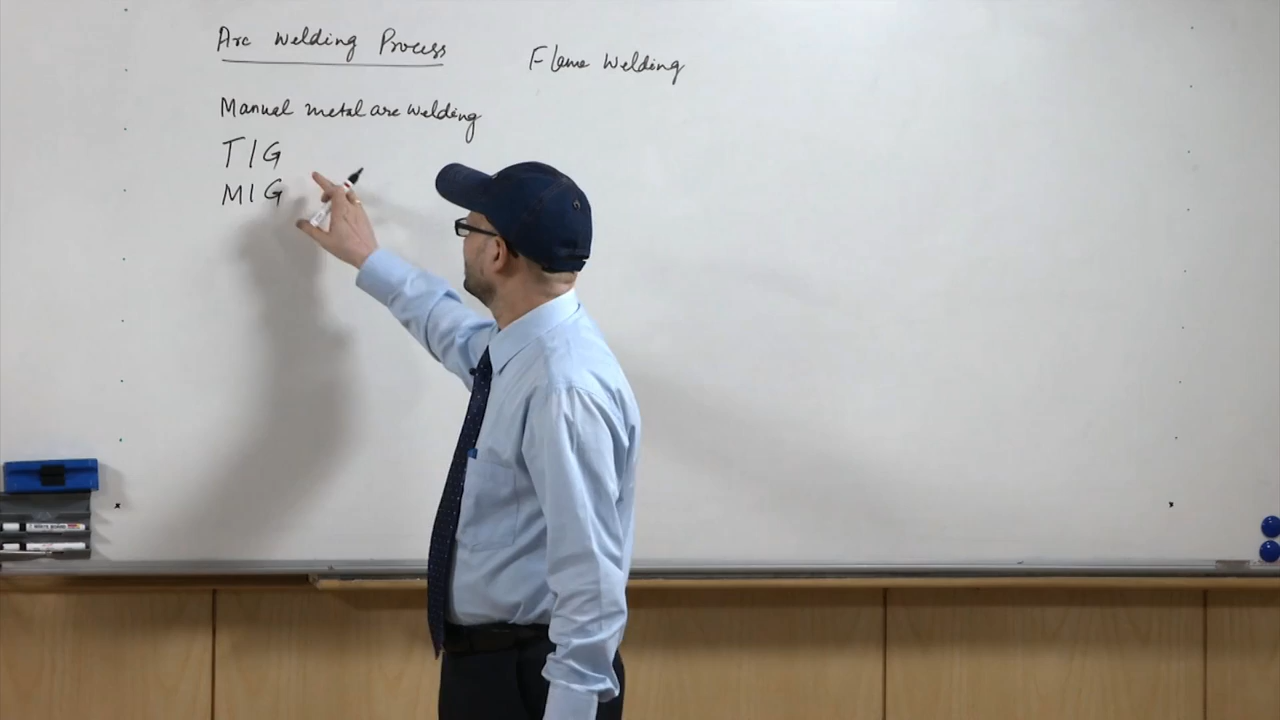 Arc Welding Process
Flame Welding
Manual metal arc welding
TIG
MIG